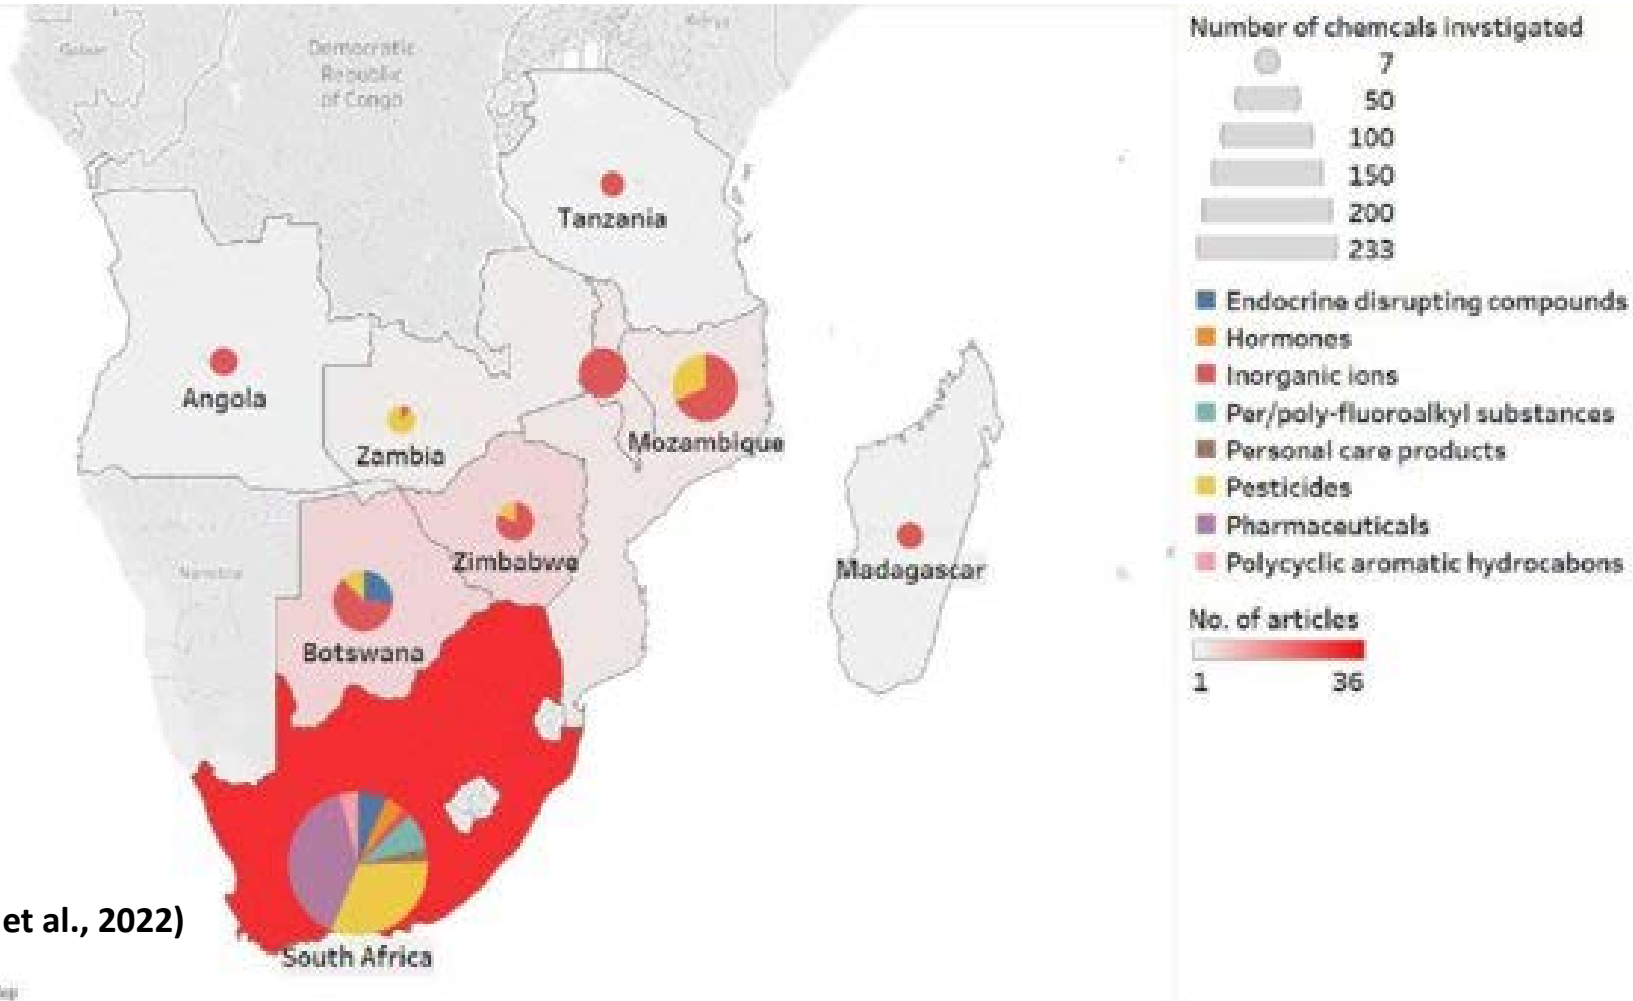 Gabon
Democratic
Republic
of Congo
Kenya
Tanzania
Angola
Zambia
Mozambique
Zimbabwe
Namibia
Botswana
Madagascar
South Africa
et al., 2022)
Number of chemcals invstigated
7
50
100
150
200
233
Endocrine disrupting compounds
Hormones
Inorganic ions
Per/poly-fluoroalkyl substances
Personal care products
Pesticides
Pharmaceuticals
Polycyclic aromatic hydrocabons
No. of articles
1 36